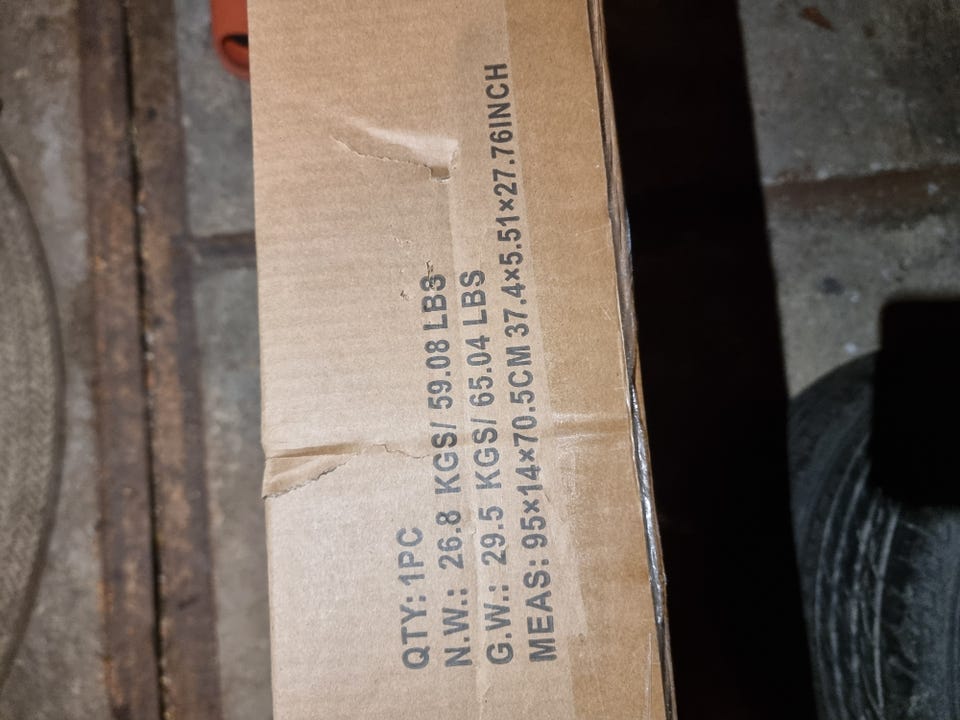 QTY:1PC
N.W.: 26.8 KGS/ 59.08 LBS
G.W.: 29.5 KGS/ 65.04 LBS
MEAS: 95×14×70.5CM 37.4×5.51×27.76INCH